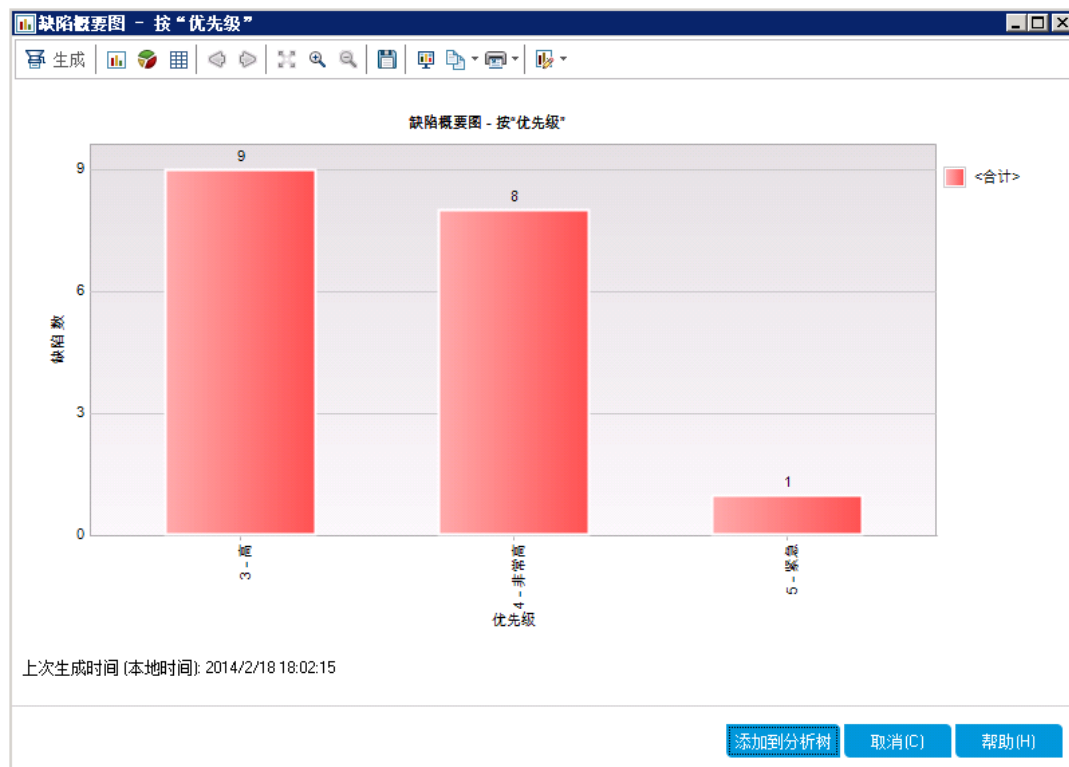 缺陷概要图 - 按“优先级”
生成
缺陷概要图 - 按“优先级”
9
6
3
0
缺陷 数
9
8
1
<合计>
3 - 高
4 - 非常高
5 - 紧急
优先级
上次生成时间 (本地时间): 2014/2/18 18:02:15
添加到分析树
取消(C)
帮助(H)